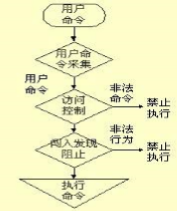 用户
命令
用户命
令采集
用户
命令
访问
控制
非法
命令
禁止
执行
闯入发现
阻止
非法
行为
禁止
执行
执行
命令